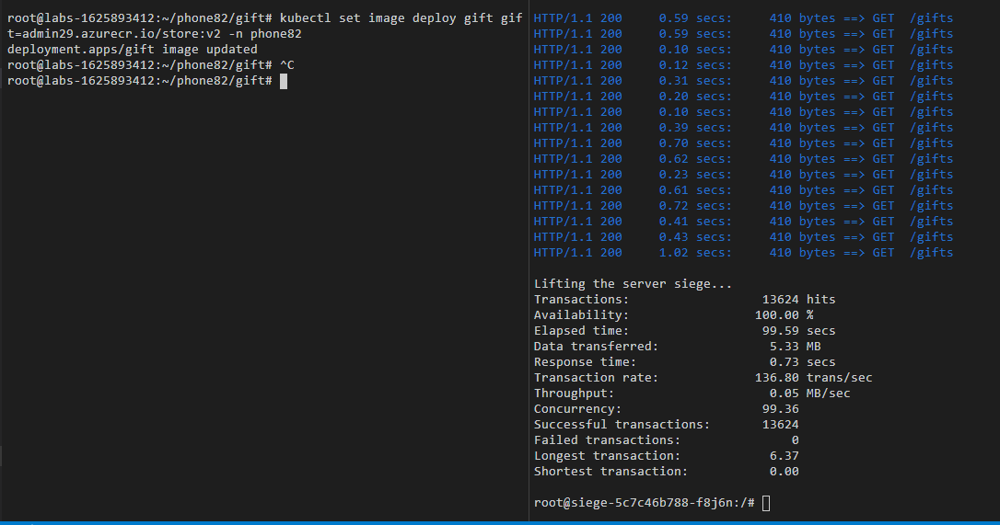 root@labs-1625893412:~/phone82/gift# kubectl set image deploy gift gif
t=admin29.azurecr.io/store:v2 -n phone82
deployment.apps/gift image updated
root@labs-1625893412:~/phone82/gift# ^C
root@labs-1625893412:~/phone82/gift#
HTTP/1.1 200     0.59 secs:     410 bytes ==> GET  /gifts
HTTP/1.1 200     0.59 secs:     410 bytes ==> GET  /gifts
HTTP/1.1 200     0.10 secs:     410 bytes ==> GET  /gifts
HTTP/1.1 200     0.12 secs:     410 bytes ==> GET  /gifts
HTTP/1.1 200     0.31 secs:     410 bytes ==> GET  /gifts
HTTP/1.1 200     0.20 secs:     410 bytes ==> GET  /gifts
HTTP/1.1 200     0.10 secs:     410 bytes ==> GET  /gifts
HTTP/1.1 200     0.39 secs:     410 bytes ==> GET  /gifts
HTTP/1.1 200     0.70 secs:     410 bytes ==> GET  /gifts
HTTP/1.1 200     0.62 secs:     410 bytes ==> GET  /gifts
HTTP/1.1 200     0.23 secs:     410 bytes ==> GET  /gifts
HTTP/1.1 200     0.61 secs:     410 bytes ==> GET  /gifts
HTTP/1.1 200     0.72 secs:     410 bytes ==> GET  /gifts
HTTP/1.1 200     0.41 secs:     410 bytes ==> GET  /gifts
HTTP/1.1 200     0.43 secs:     410 bytes ==> GET  /gifts
HTTP/1.1 200     1.02 secs:     410 bytes ==> GET  /gifts
Lifting the server siege...
Transactions:                  13624 hits
Availability:                 100.00 %
Elapsed time:                  99.59 secs
Data transferred:               5.33 MB
Response time:                  0.73 secs
Transaction rate:             136.80 trans/sec
Throughput:                     0.05 MB/sec
Concurrency:                   99.36
Successful transactions:       13624
Failed transactions:               0
Longest transaction:            6.37
Shortest transaction:           0.00
root@siege-5c7c46b788-f8j6n:/#